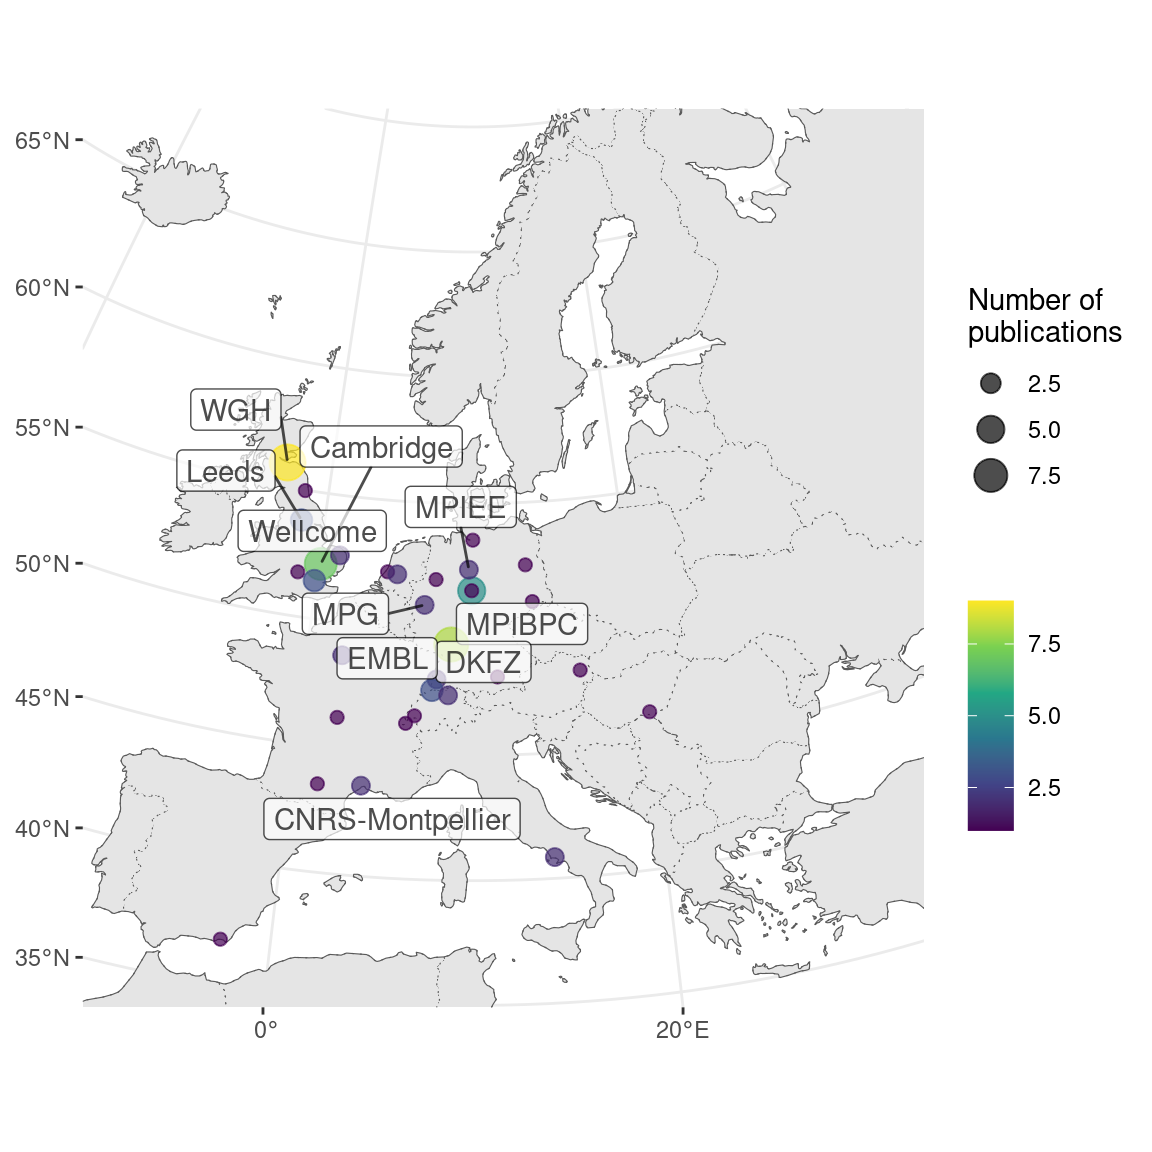 65°N
60°N
55°N
50°N
45°N
40°N
35°N
0°
20°E
WGH
Cambridge
Leeds
MPIEE
Wellcome
MPG
MPIBPC
EMBL
DKFZ
CNRS-Montpellier
Number of
publications
2.5
5.0
7.5
7.5
5.0
2.5